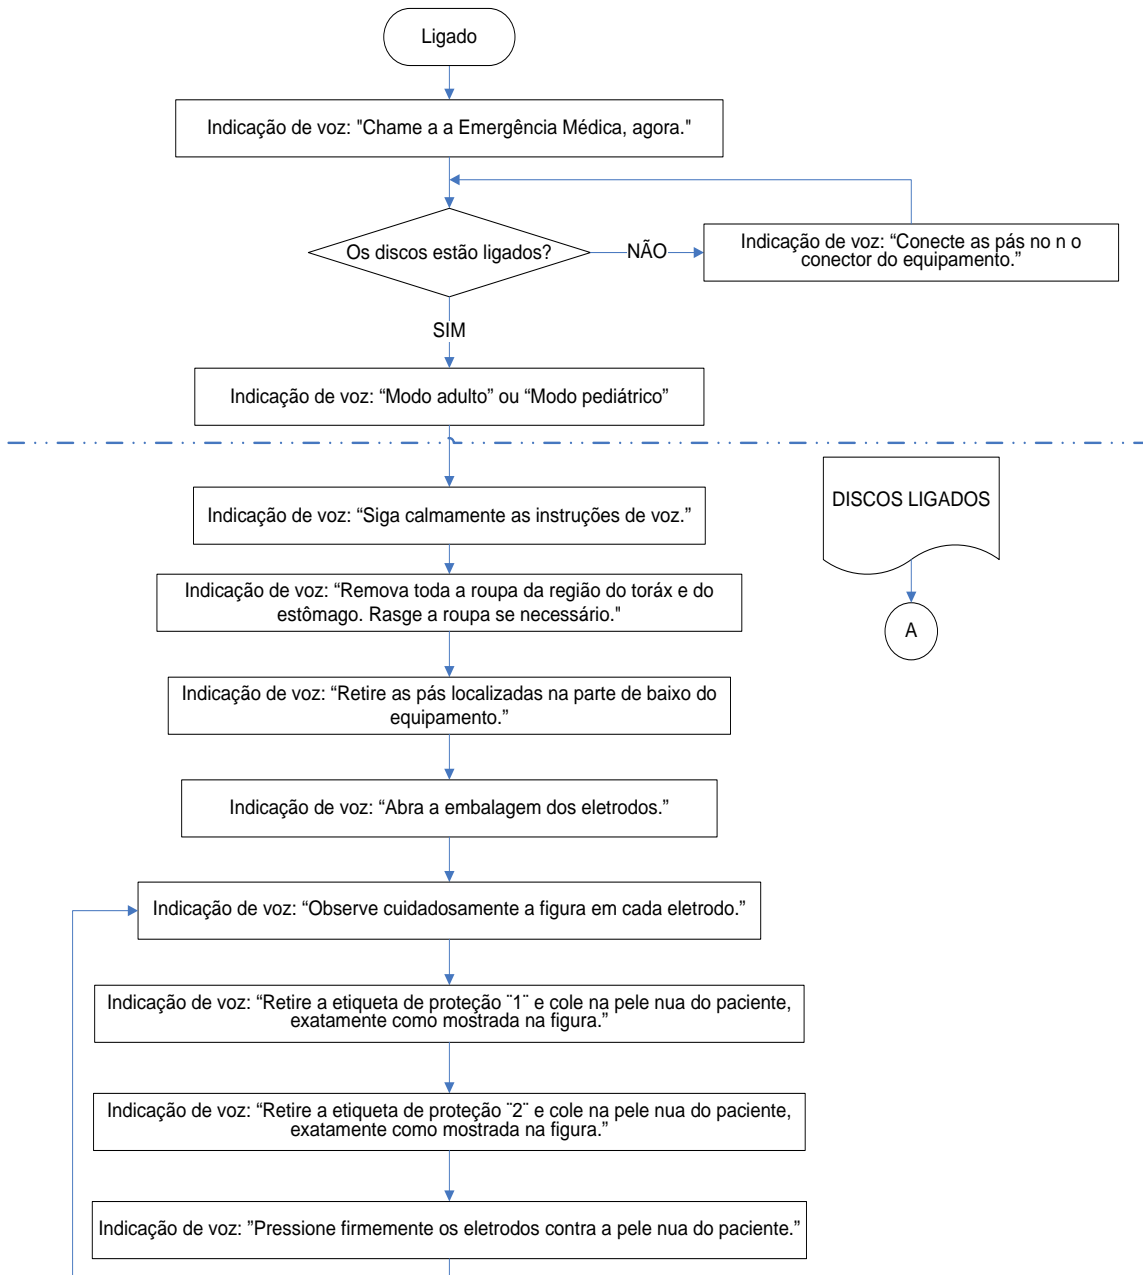 Ligado
Indicação de voz: "Chame a a Emergência Médica, agora."
Os discos estão ligados?
NÃO
Indicação de voz: “Conecte as pás no n o
conector do equipamento.”
SIM
Indicação de voz: “Modo adulto” ou “Modo pediátrico”
DISCOS LIGADOS
A
Indicação de voz: “Siga calmamente as instruções de voz.”
Indicação de voz: “Remova toda a roupa da região do toráx e do
estômago. Rasge a roupa se necessário."
Indicação de voz: “Retire as pás localizadas na parte de baixo do
equipamento.”
Indicação de voz: “Abra a embalagem dos eletrodos.”
Indicação de voz: “Observe cuidadosamente a figura em cada eletrodo.”
Indicação de voz: “Retire a etiqueta de proteção ¨1¨ e cole na pele nua do paciente,
exatamente como mostrada na figura.”
Indicação de voz: “Retire a etiqueta de proteção ¨2¨ e cole na pele nua do paciente,
exatamente como mostrada na figura.”
Indicação de voz: ”Pressione firmemente os eletrodos contra a pele nua do paciente.”